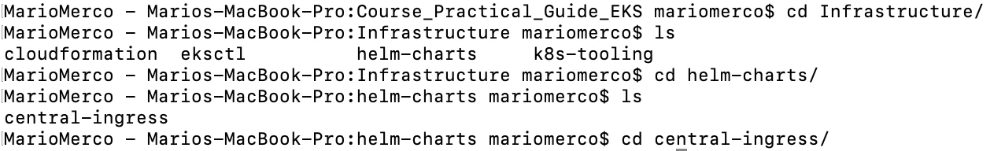 MarioMerco – Marios-MacBook-Pro:Course_Practical_Guide_EKS mariomerco$ cd Infrastructure/
MarioMerco – Marios-MacBook-Pro:Infrastructure mariomerco$ ls
cloudformation  eksctl          helm-charts     k8s-tooling
MarioMerco – Marios-MacBook-Pro:Infrastructure mariomerco$ cd helm-charts/
MarioMerco – Marios-MacBook-Pro:helm-charts mariomerco$ ls
central-ingress
MarioMerco – Marios-MacBook-Pro:helm-charts mariomerco$ cd central-ingress/